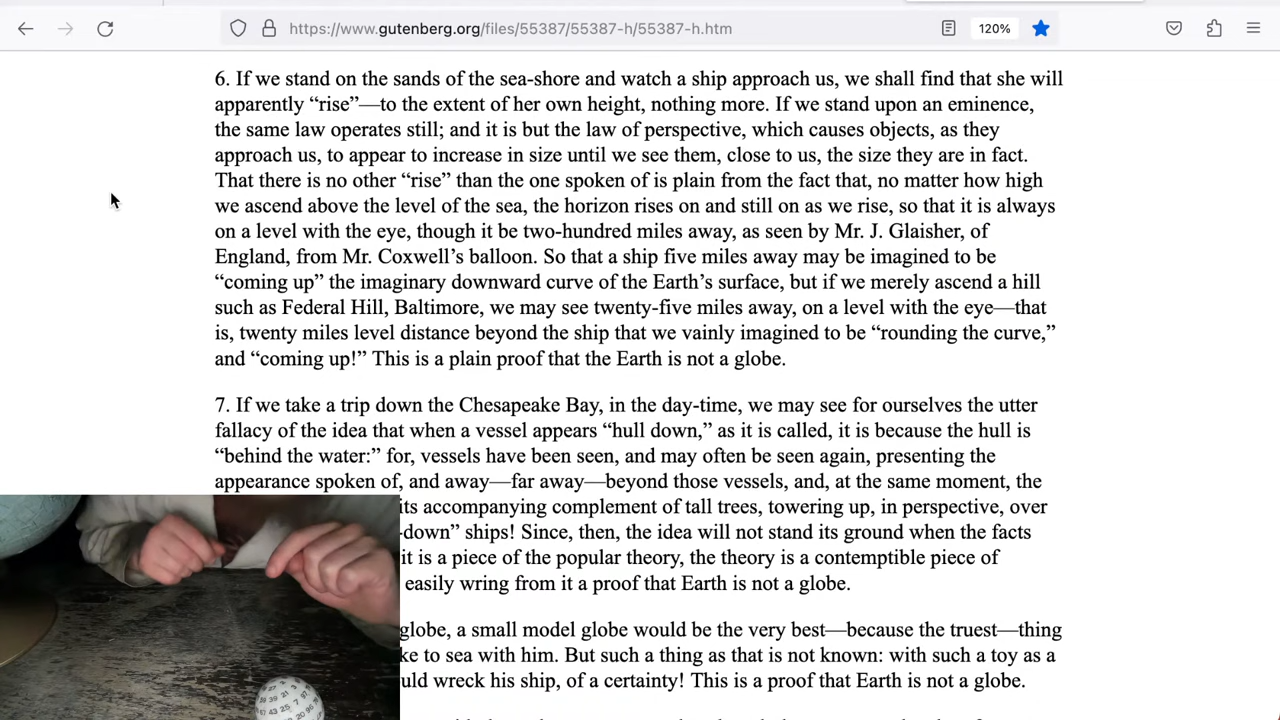 https://www.gutenberg.org/files/55387/55387-h/55387-h.htm
120%
6. If we stand on the sands of the sea-shore and watch a ship approach us, we shall find that she will
apparently “rise”—to the extent of her own height, nothing more. If we stand upon an eminence,
the same law operates still; and it is but the law of perspective, which causes objects, as they
approach us, to appear to increase in size until we see them, close to us, the size they are in fact.
That there is no other “rise” than the one spoken of is plain from the fact that, no matter how high
we ascend above the level of the sea, the horizon rises on and still on as we rise, so that it is always
on a level with the eye, though it be two-hundred miles away, as seen by Mr. J. Glaisher, of
England, from Mr. Coxwell’s balloon. So that a ship five miles away may be imagined to be
“coming up” the imaginary downward curve of the Earth’s surface, but if we merely ascend a hill
such as Federal Hill, Baltimore, we may see twenty-five miles away, on a level with the eye—that
is, twenty miles level distance beyond the ship that we vainly imagined to be “rounding the curve,”
and “coming up!” This is a plain proof that the Earth is not a globe.
7. If we take a trip down the Chesapeake Bay, in the day-time, we may see for ourselves the utter
fallacy of the idea that when a vessel appears “hull down,” as it is called, it is because the hull is
“behind the water:” for, vessels have been seen, and may often be seen again, presenting the
appearance spoken of, and away—far away—beyond those vessels, and, at the same moment, the
its accompanying complement of tall trees, towering up, in perspective, over
-down” ships! Since, then, the idea will not stand its ground when the facts
it is a piece of the popular theory, the theory is a contemptible piece of
easily wring from it a proof that Earth is not a globe.
globe, a small model globe would be the very best—because the truest—thing
ke to sea with him. But such a thing as that is not known: with such a toy as a
uld wreck his ship, of a certainty! This is a proof that Earth is not a globe.